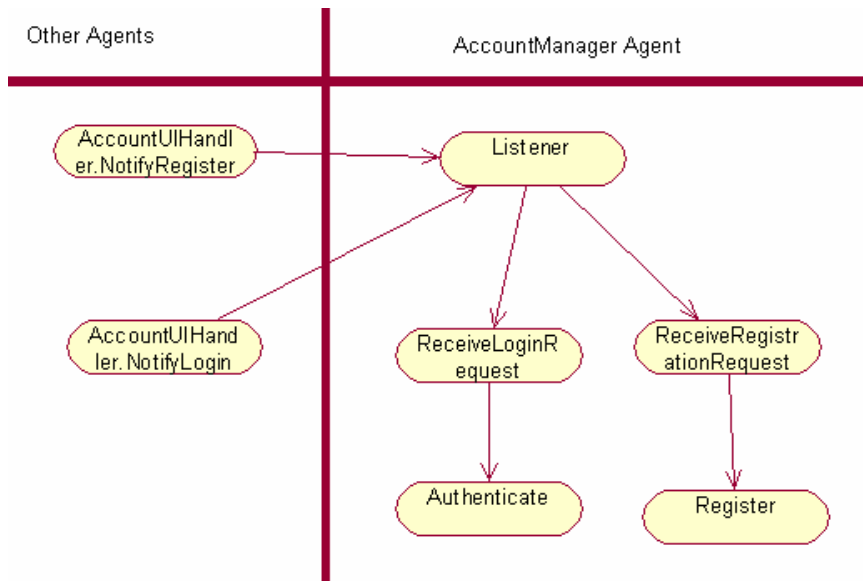 Other Agents
AccountManager Agent
AccountUIHandl
er.NotifyRegister
Listener
AccountUIHand
ler.NotifyLogin
ReceiveLoginR
equest
ReceiveRegistr
ationRequest
Authenticate
Register